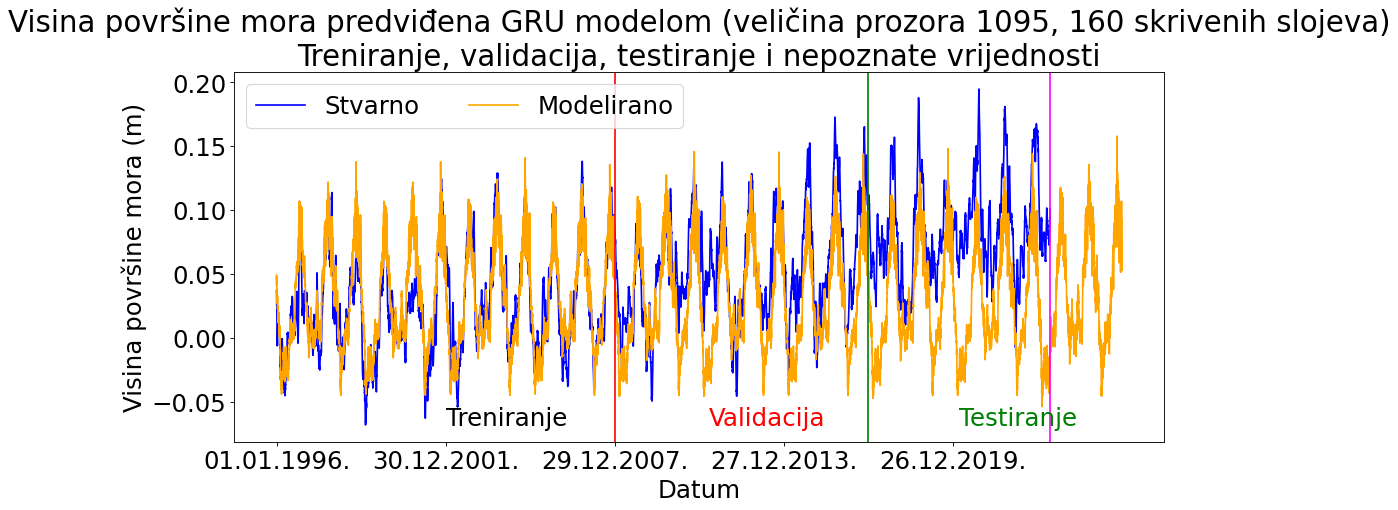 Visina površine mora predviđena GRU modelom (veličina prozora 1095, 160 skrivenih slojeva)
Treniranje, validacija, testiranje i nepoznate vrijednosti
Stvarno Modelirano
Visina površine mora (m)
0.20
0.15
0.10
0.05
0.00
−0.05
Treniranje Validacija Testiranje
01.01.1996. 30.12.2001. 29.12.2007. 27.12.2013. 26.12.2019.
Datum